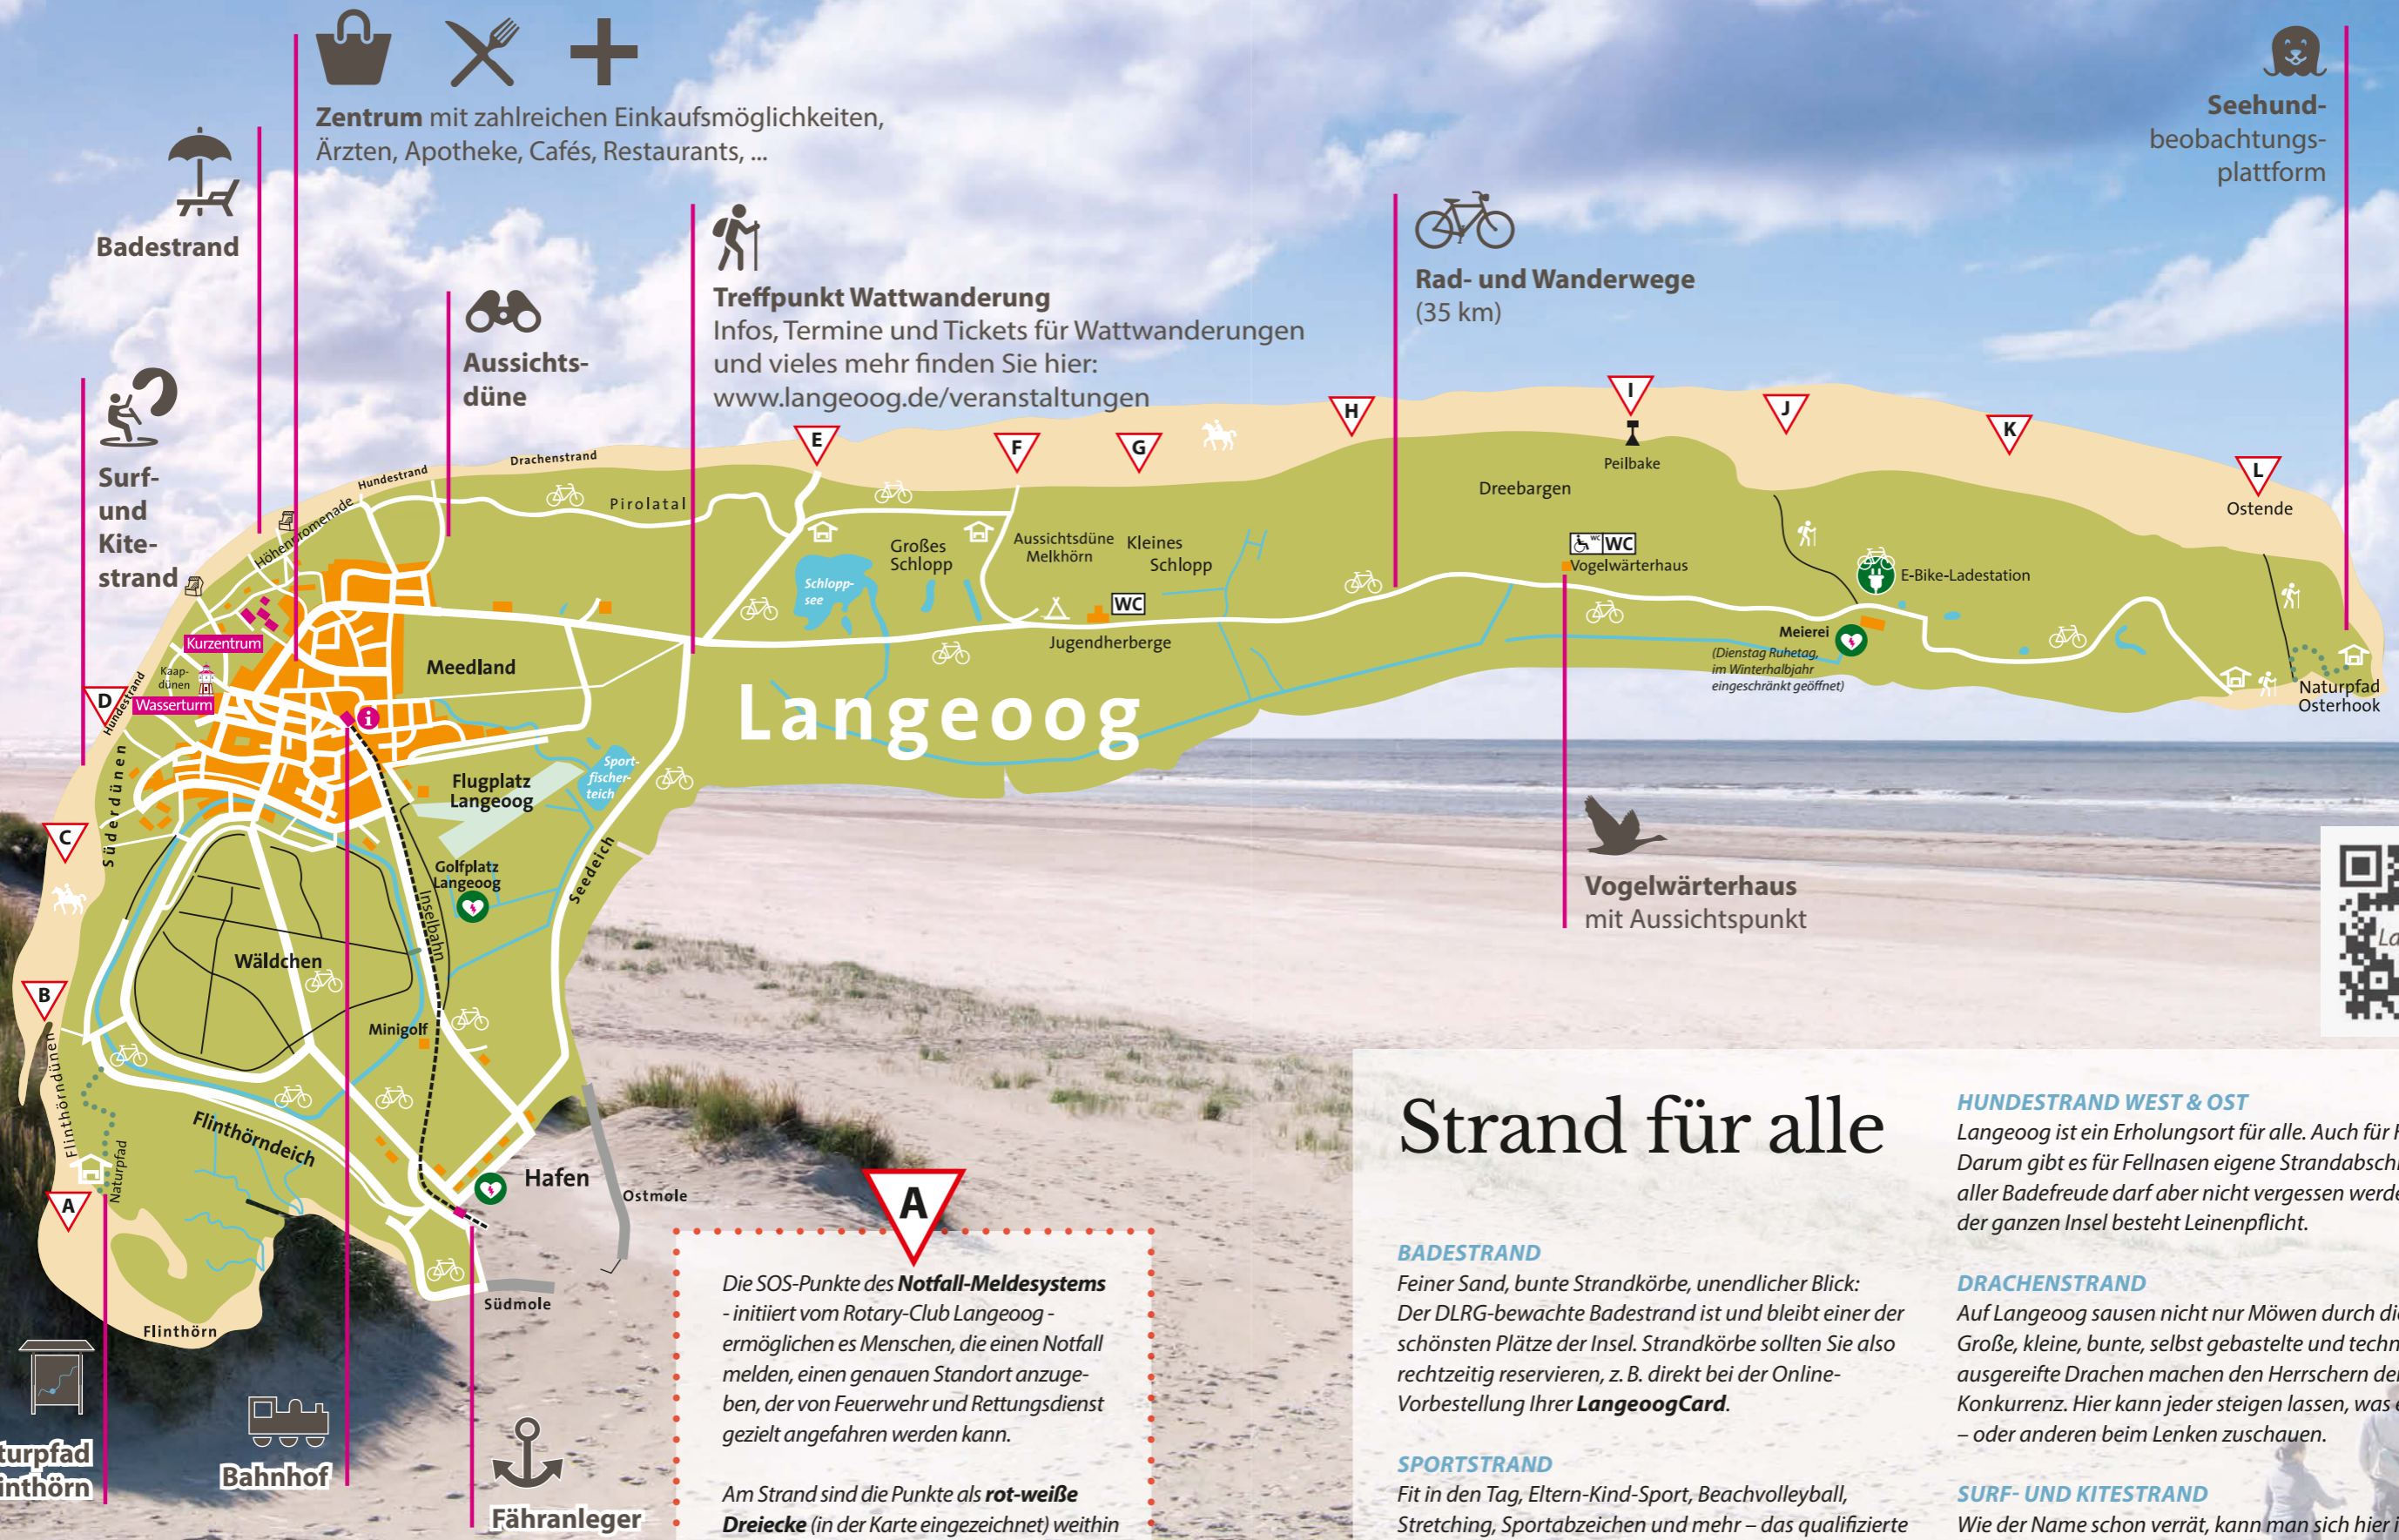 Zentrum mit zahlreichen Einkaufsmöglichkeiten,
Ärzten, Apotheke, Cafés, Restaurants, ...
Seehund-
beobachtungs-
plattform
Badestrand
Treffpunkt Wattwanderung
Infos, Termine und Tickets für Wattwanderungen
und vieles mehr finden Sie hier:
www.langeoog.de/veranstaltungen
Rad- und Wanderwege
(35 km)
Aussichts-
düne
Surf-
und
Kite-
strand
E
F
G
H
I
J
K
L
Hundestrand
Drachenstrand
Pirolatal
Höhenpromenade
Peilbake
Dreebargen
Ostende
Großes
Schlopp
Aussichtsdüne
Melkhörn
Kleines
Schlopp
Schlopp-
see
WC
Jugendherberge
WC
WC
Vogelwärterhaus
E-Bike-Ladestation
Meierei
(Dienstag Ruhetag,
im Winterhalbjahr
eingeschränkt geöffnet)
Naturpfad
Osterhook
Kurzentrum
Kaap-
dünen
Wasserturm
Hundestrand
D
i
Meedland
Langeoog
Süderdünen
Flugplatz
Langeoog
Sport-
fischer-
teich
C
Seedeich
Golfplatz
Langeoog
Inselbahn
Vogelwärterhaus
mit Aussichtspunkt
Wäldchen
B
Minigolf
Flinthörndünen
Flinthörndeich
Naturpfad
A
Hafen
Ostmole
Südmole
Flinthörn
turpfad
inthörn
Bahnhof
Fähranleger
A
Die SOS-Punkte des Notfall-Meldesystems
- initiiert vom Rotary-Club Langeoog -
ermöglichen es Menschen, die einen Notfall
melden, einen genauen Standort anzuge-
ben, der von Feuerwehr und Rettungsdienst
gezielt angefahren werden kann.
Am Strand sind die Punkte als rot-weiße
Dreiecke (in der Karte eingezeichnet) weithin
Strand für alle
BADESTRAND
Feiner Sand, bunte Strandkörbe, unendlicher Blick:
Der DLRG-bewachte Badestrand ist und bleibt einer der
schönsten Plätze der Insel. Strandkörbe sollten Sie also
rechtzeitig reservieren, z. B. direkt bei der Online-
Vorbestellung Ihrer LangeoogCard.
SPORTSTRAND
Fit in den Tag, Eltern-Kind-Sport, Beachvolleyball,
Stretching, Sportabzeichen und mehr – das qualifizierte
HUNDESTRAND WEST & OST
Langeoog ist ein Erholungsort für alle. Auch für
Darum gibt es für Fellnasen eigene
aller Badefreude darf aber nicht vergessen
der ganzen Insel besteht Leinenpflicht.
DRACHENSTRAND
Auf Langeoog sausen nicht nur Möwen durch
Große, kleine, bunte, selbst gebastelte und
ausgereifte Drachen machen den Herrschern
Konkurrenz. Hier kann jeder steigen lassen, was
– oder anderen beim Lenken zuschauen.
SURF- UND KITESTRAND
Wie der Name schon verrät, kann man sich hier